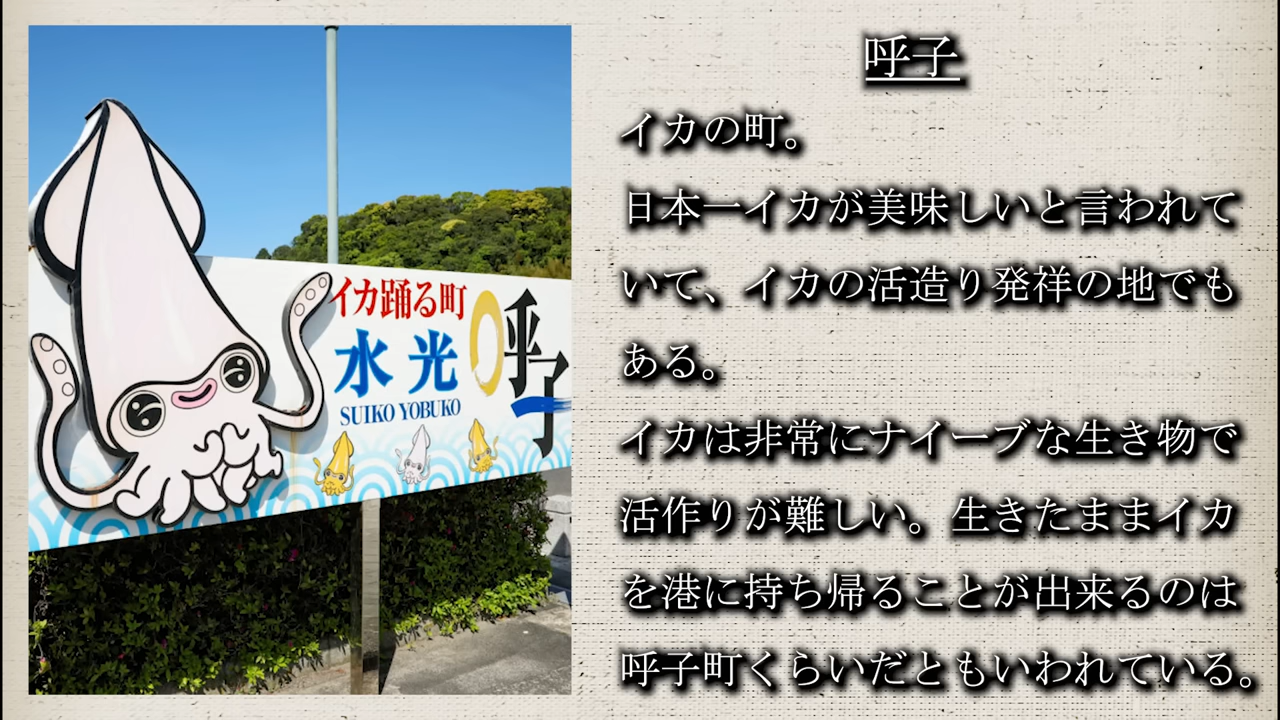 イカ踊る町
水光
呼子
SUIKO YOBUKO
呼子
イカの町。
日本一イカが美味しいと言われて
いて、イカの活造り発祥の地でも
ある。
イカは非常にナイーブな生き物で
活作りが難しい。生きたままイカ
を港に持ち帰ることが出来るのは
呼子町くらいだともいわれている。